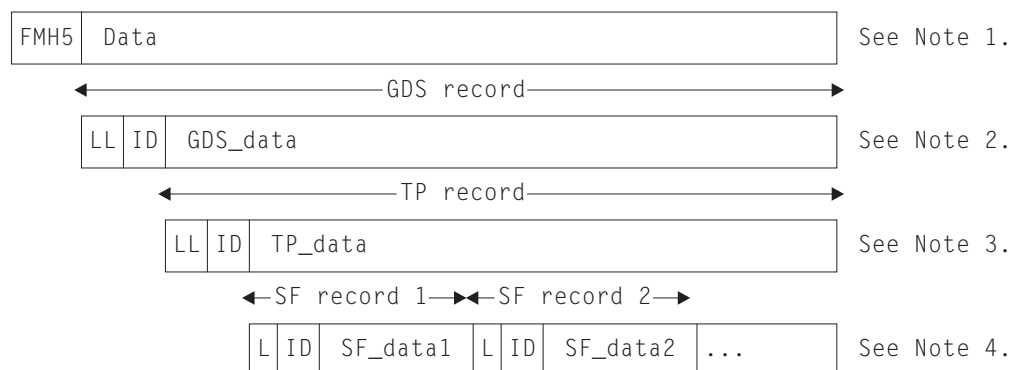 FMH5 Data See Note 1.
GDS record
LL ID GDS_data See Note 2.
TP record
LL ID TP_data See Note 3.
SF record 1 SF record 2
L ID SF_data1 L ID SF_data2 ... See Note 4.